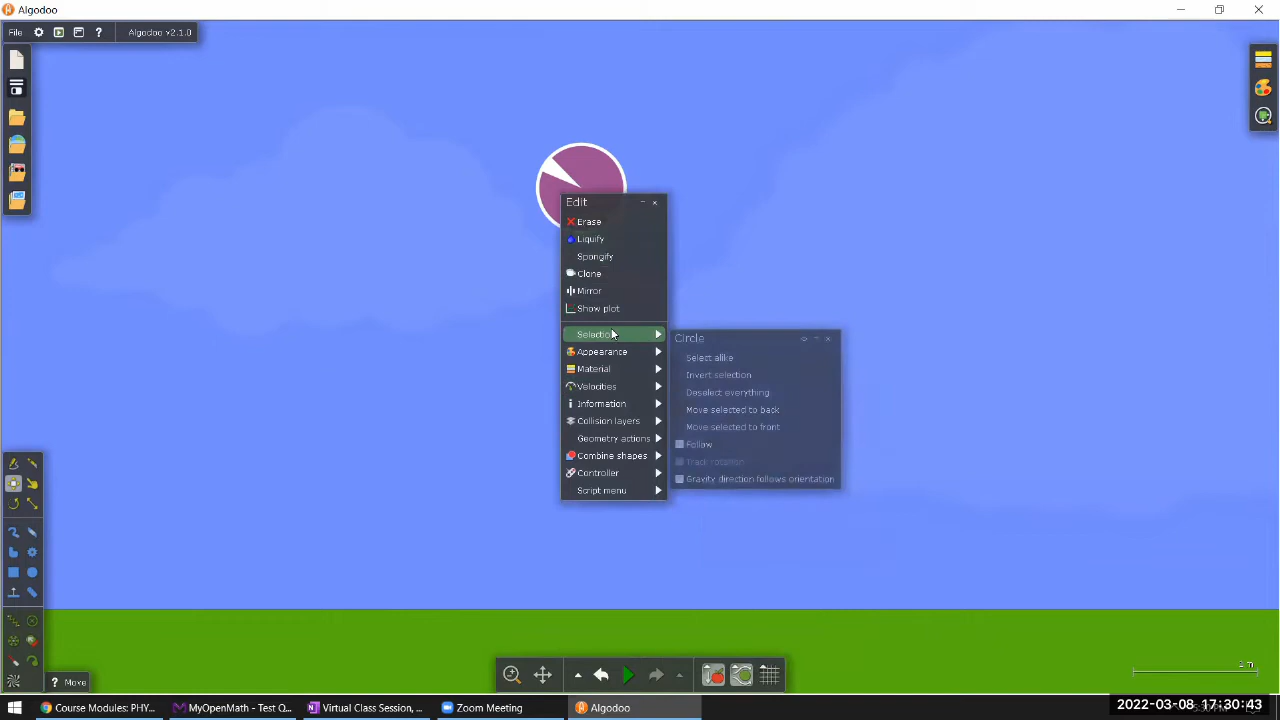 Algodoo
File
?
Algodoo v2.1.0
Edit
Erase
Liquify
Spongify
Clone
Mirror
Show plot
Selection
Appearance
Material
Velocities
Information
Collision layers
Geometry actions
Combine shapes
Controller
Script menu
Circle
Select alike
Invert selection
Deselect everything
Move selected to back
Move selected to front
Follow
Track rotation
Gravity direction follows orientation
? Move
1 m
Course Modules: PHY...
MyOpenMath - Test Q...
Virtual Class Session, ...
Zoom Meeting
Algodoo
2022-03-08 17:30:43